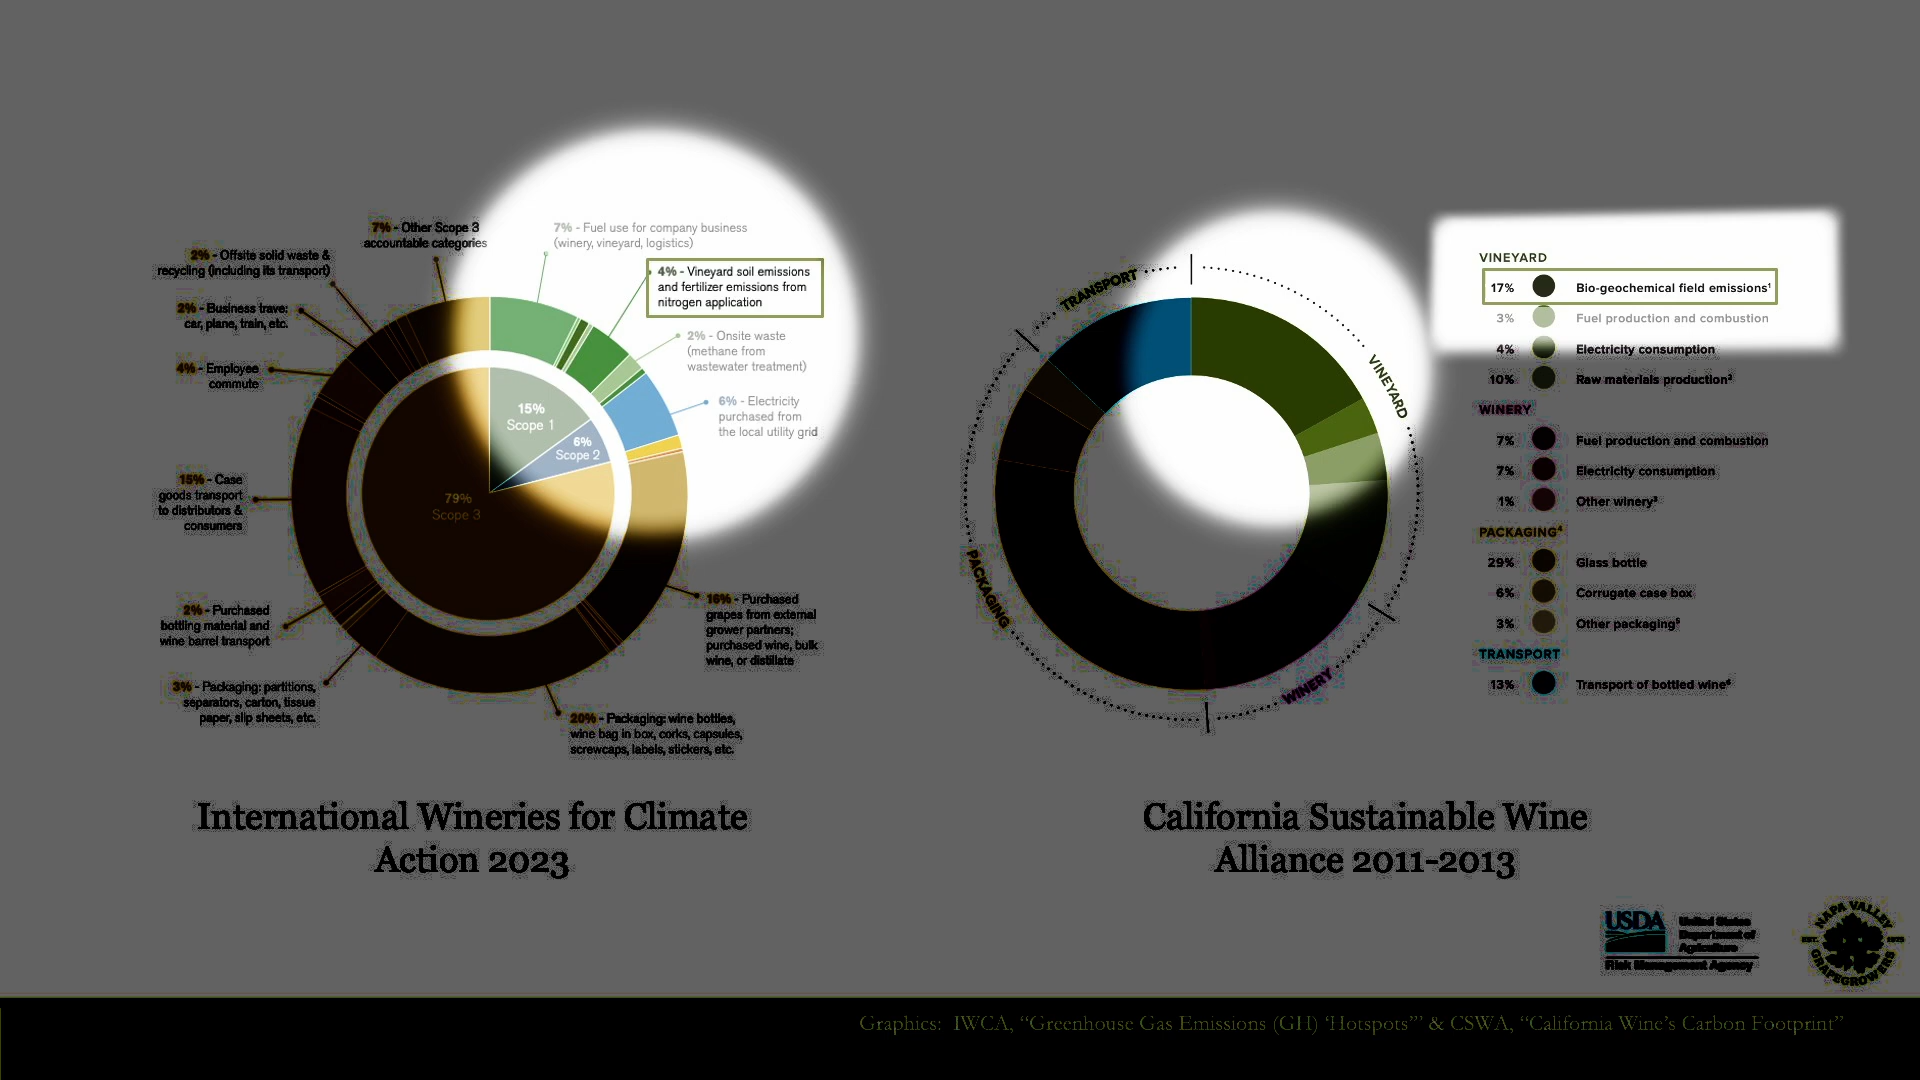 7% - Other Scope 3
accountable categories
2% - Offsite solid waste &
recycling (including its transport)
2% - Business trave:
car, plane, train, etc.
4% - Employee
commute
15% - Case
goods transport
to distributors &
consumers
2% - Purchased
bottling material and
wine barrel transport
3% - Packaging: partitions,
separators, carton, tissue
paper, slip sheets, etc.
7% - Fuel use for company business
(winery, vineyard, logistics)
4% - Vineyard soil emissions
and fertilizer emissions from
nitrogen application
2% - Onsite waste
(methane from
wastewater treatment)
6% - Electricity
purchased from
the local utility grid
15%
Scope 1
6%
Scope 2
79%
Scope 3
16% - Purchased
grapes from external
grower partners;
purchased wine, bulk
wine, or distillate
20% - Packaging: wine bottles,
wine bag in box, corks, capsules,
screwcaps, labels, stickers, etc.
International Wineries for Climate
Action 2023
TRANSPORT
VINEYARD
PACKAGING
WINERY
VINEYARD
17% Bio-geochemical field emissions¹
3% Fuel production and combustion
4% Electricity consumption
10% Raw materials production²
WINERY
7% Fuel production and combustion
7% Electricity consumption
1% Other winery³
PACKAGING⁴
29% Glass bottle
6% Corrugate case box
3% Other packaging⁵
TRANSPORT
13% Transport of bottled wine⁶
California Sustainable Wine
Alliance 2011-2013
USDA
United States
Department of
Agriculture
Risk Management Agency
NAPA VALLEY
EST. 1975
GRAPEGROWERS
Graphics: IWCA, “Greenhouse Gas Emissions (GH) ‘Hotspots’” & CSWA, “California Wine’s Carbon Footprint”